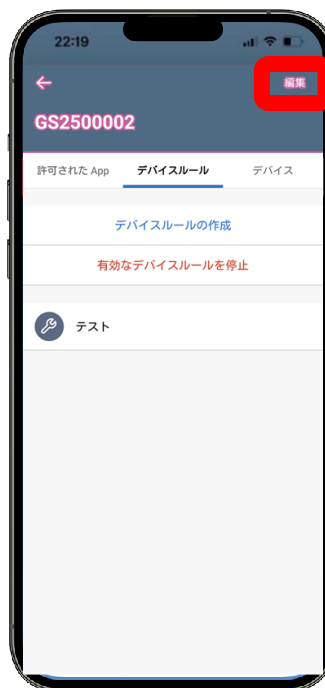 22:19
編集
GS2500002
許可された App デバイスルール デバイス
デバイスルールの作成
有効なデバイスルールを停止
テスト